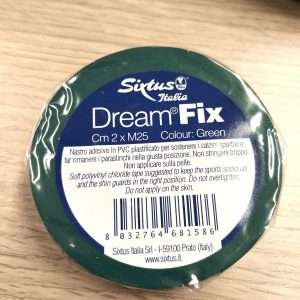 Sixtus
Italia
Dream® Fix
Cm 2 x M25 Colour: Green
Nastro adesivo in PVC plastificato per sostenere i calzini sportivi e
far rimanere i parastinchi nella giusta posizione. Non stringere troppo.
Non applicare sulla pelle.
Soft polyvinyl chloride tape suggested to keep the sports socks up
and the shin guards in the right position. Do not overtighten.
Do not apply on the skin.
8 032764 681586
Sixtus Italia Srl - I-59100 Prato (Italy)
www.sixtus.it